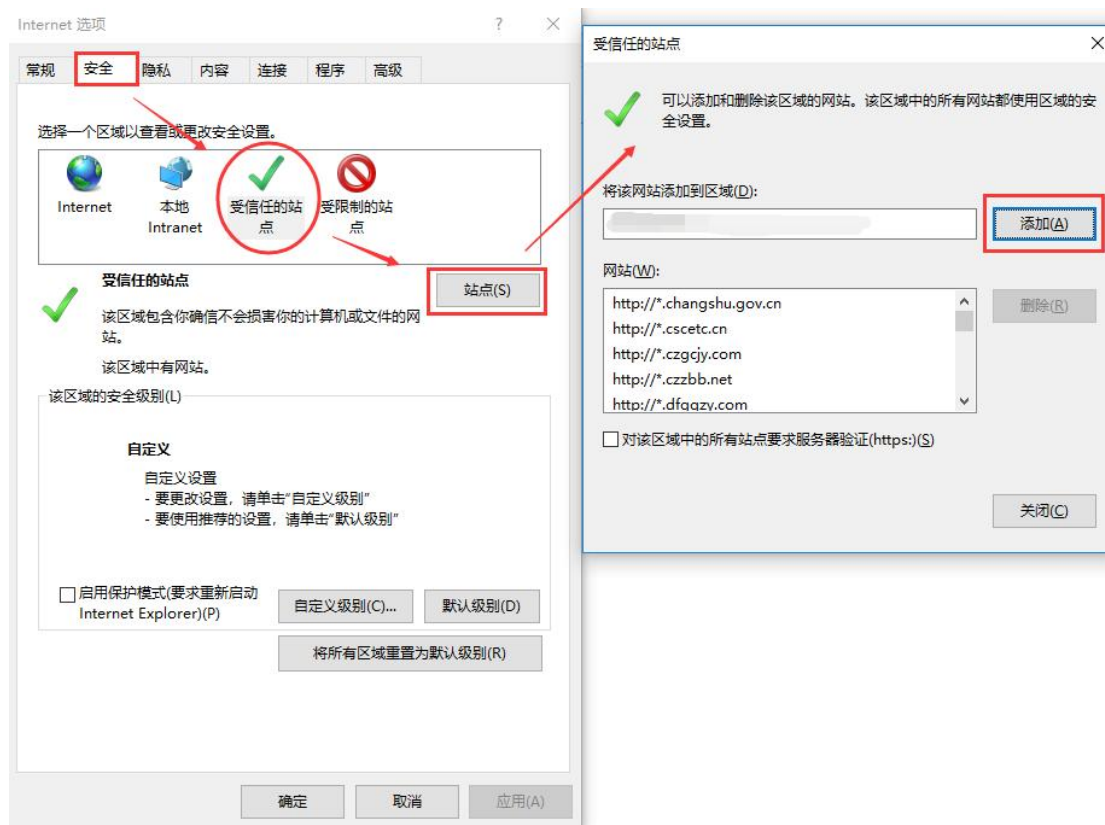 Internet 选项
常规 安全 隐私 内容 连接 程序 高级
选择一个区域以查看或更改安全设置。
Internet
本地
Intranet
受信任的站
点
受限制的站
点
受信任的站点
站点(S)
该区域包含你确信不会损害你的计算机或文件的网
站。
该区域中有网站。
该区域的安全级别(L)
自定义
自定义设置
- 要更改设置，请单击“自定义级别”
- 要使用推荐的设置，请单击“默认级别”
启用保护模式(要求重新启动
Internet Explorer)(P)
自定义级别(C)...
默认级别(D)
将所有区域重置为默认级别(R)
确定
取消
应用(A)
受信任的站点
可以添加和删除该区域的网站。该区域中的所有网站都使用区域的安
全设置。
将该网站添加到区域(D):
添加(A)
网站(W):
http://*.changshu.gov.cn
http://*.cscetc.cn
http://*.czgcjy.com
http://*.czzbb.net
http://*.dfggzy.com
删除(R)
对该区域中的所有站点要求服务器验证(https:)(S)
关闭(C)